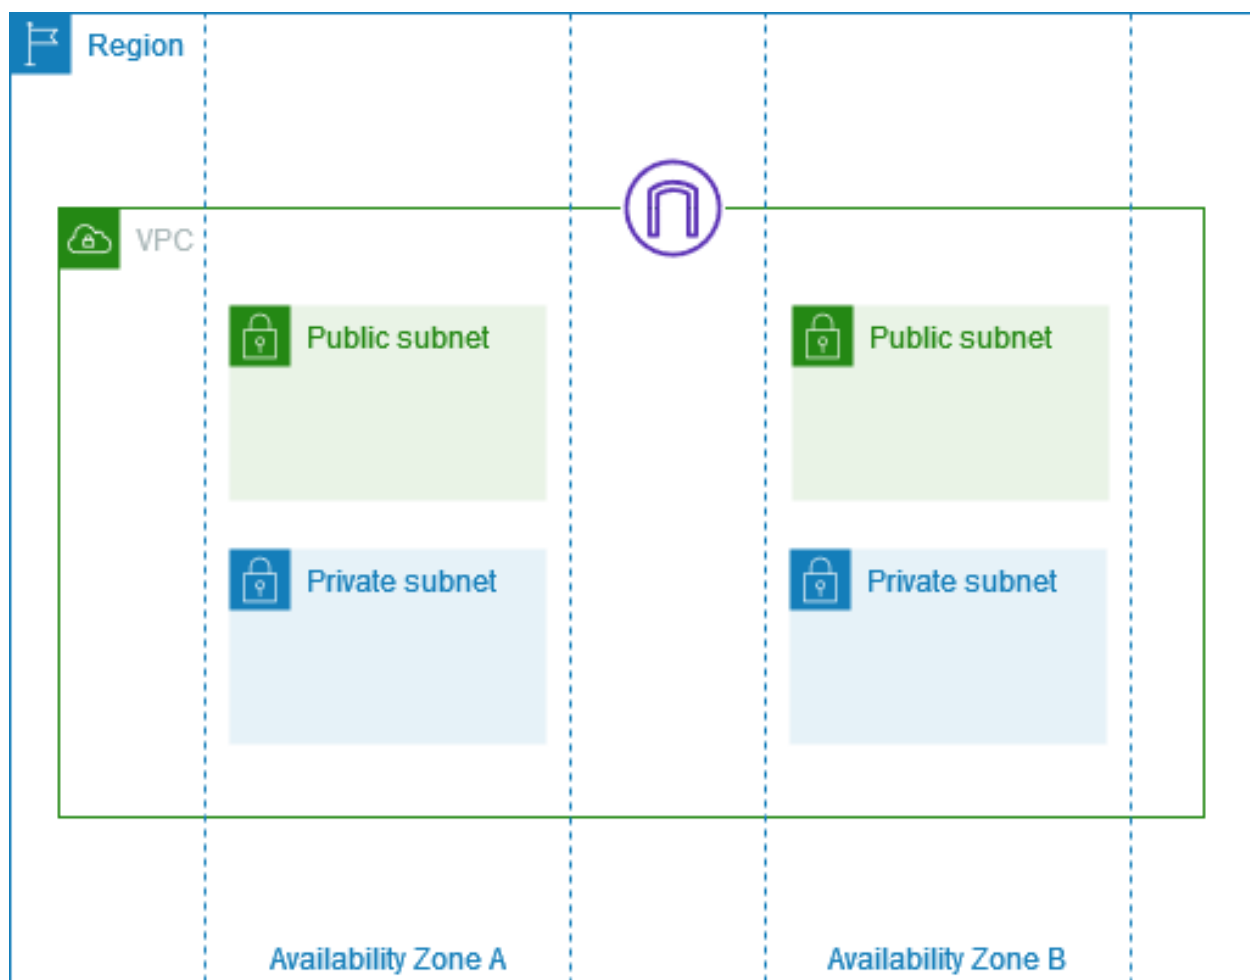 Region
VPC
Public subnet
Public subnet
Private subnet
Private subnet
Availability Zone A
Availability Zone B